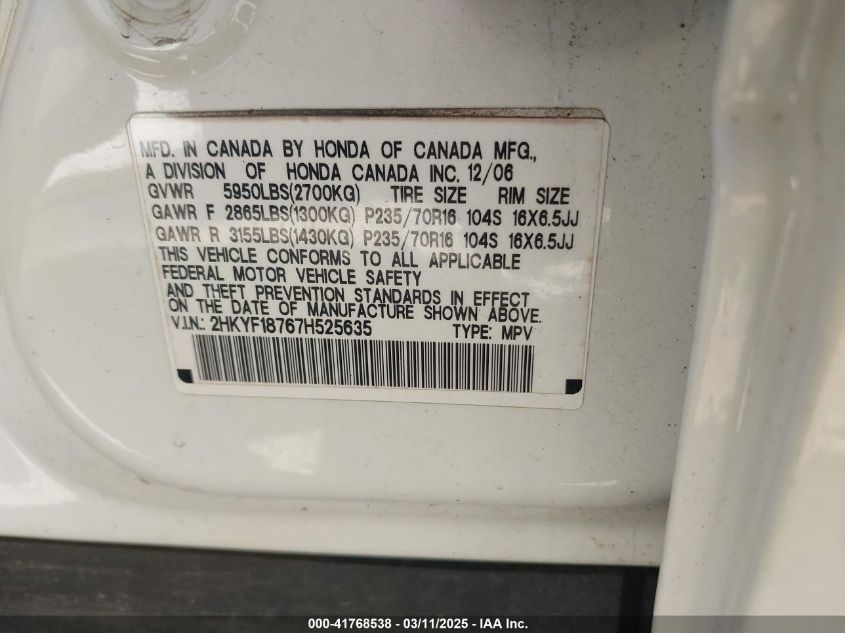 MFD. IN CANADA BY HONDA OF CANADA MFG.,
A DIVISION OF HONDA CANADA INC. 12/06
GVWR 5950LBS(2700KG) TIRE SIZE RIM SIZE
GAWR F 2865LBS(1300KG) P235/70R16 104S 16X6.5JJ
GAWR R 3155LBS(1430KG) P235/70R16 104S 16X6.5JJ
THIS VEHICLE CONFORMS TO ALL APPLICABLE
FEDERAL MOTOR VEHICLE SAFETY
AND THEFT PREVENTION STANDARDS IN EFFECT
ON THE DATE OF MANUFACTURE SHOWN ABOVE.
V.I.N.: 2HKYF18767H525635 TYPE: MPV
000-41768538 - 03/11/2025 - IAA Inc.